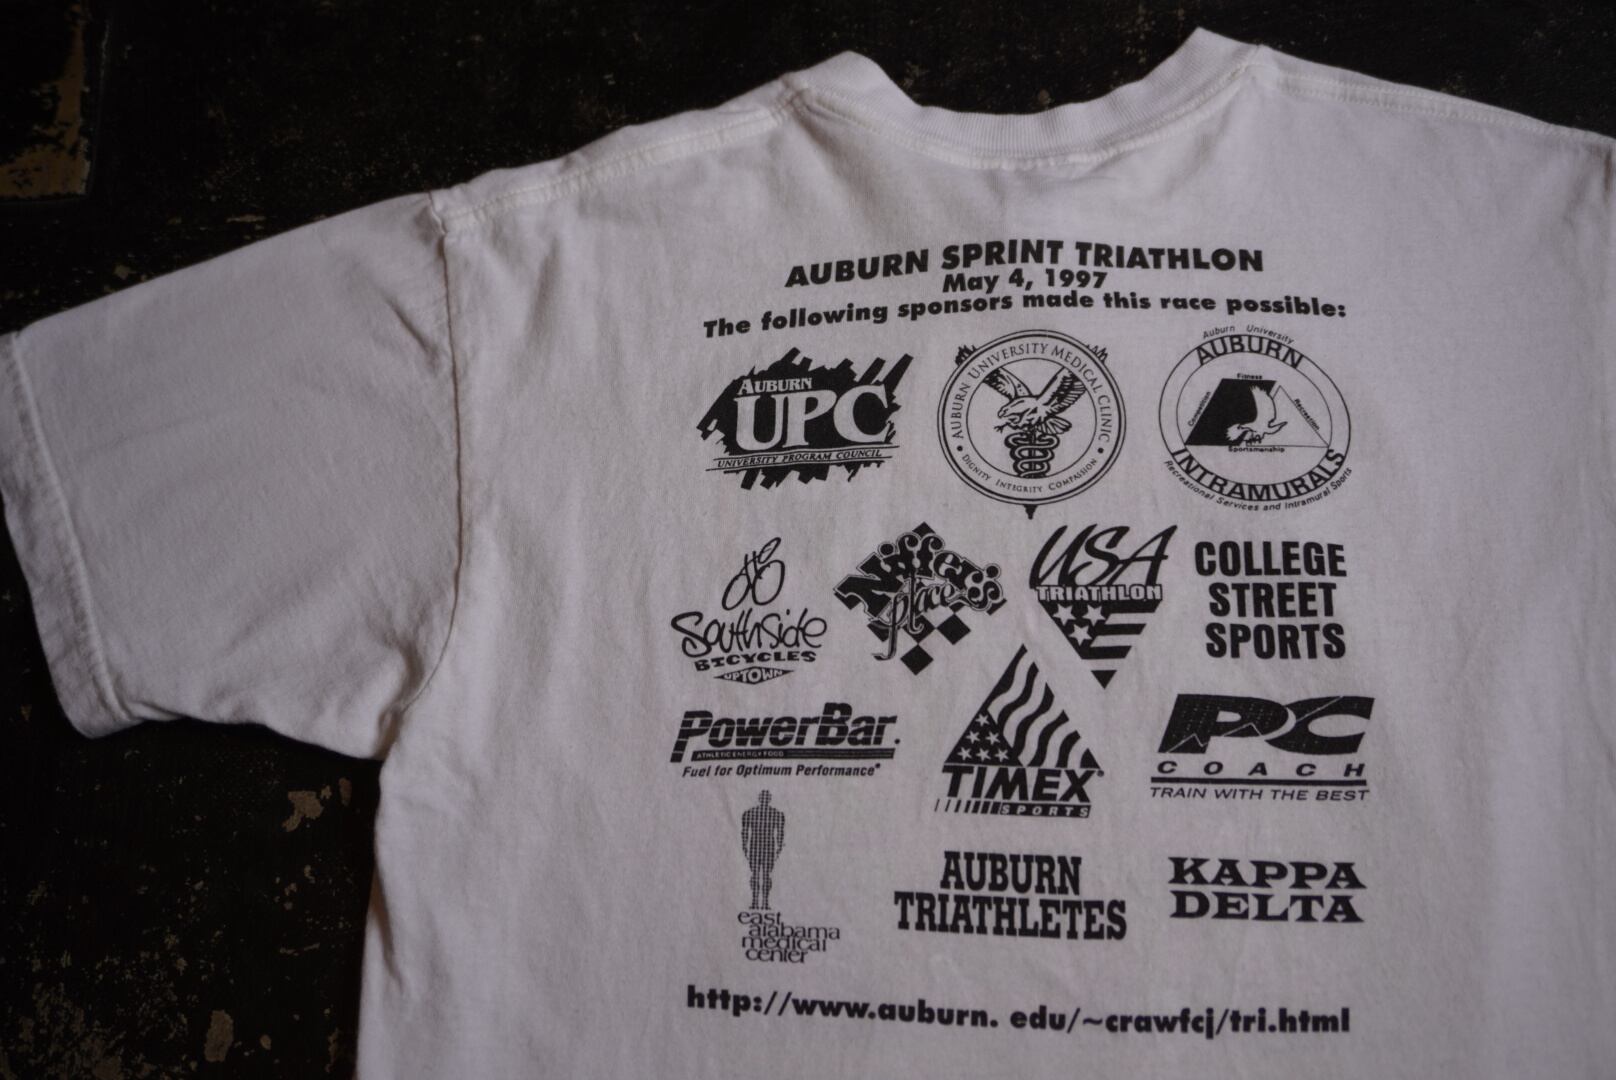 AUBURN SPRINT TRIATHLON
May 4, 1997
The following sponsors made this race possible:
AUBURN
UPC
UNIVERSITY PROGRAM COUNCIL
AUBURN UNIVERSITY MEDICAL CLINIC
• DIGNITY INTEGRITY COMPASSION •
Auburn University
AUBURN
Fitness
Competition
Recreation
Sportsmanship
INTRAMURALS
Recreational Services and Intramural Sports
SouthSide
BICYCLES
UPTOWN
Niffer's
place
USA
TRIATHLON
COLLEGE
STREET
SPORTS
PowerBar.
ATHLETIC ENERGY FOOD
Fuel for Optimum Performance®
TIMEX®
SPORTS
PC
COACH
TRAIN WITH THE BEST
east
alabama
medical
center
AUBURN
TRIATHLETES
KAPPA
DELTA
http://www.auburn. edu/~crawfcj/tri.html